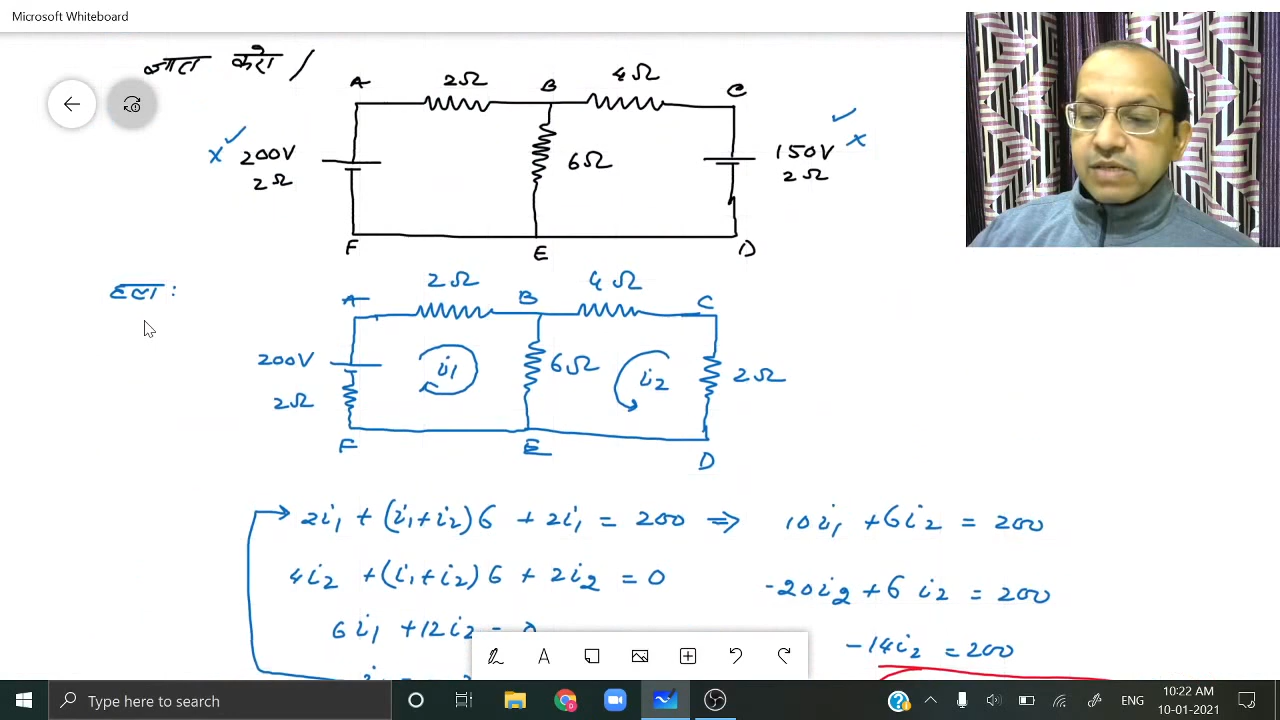 Microsoft Whiteboard
ज्ञात करो /
A 2Ω B 4Ω C
x ✓ 200V 2Ω 6Ω 150V 2Ω ✓ x
F E D
हल :
A 2Ω B 4Ω C
200V 2Ω i₁ 6Ω i₂ 2Ω
F E D
2i₁ + (i₁+i₂)6 + 2i₁ = 200 ⇒ 10i₁ + 6i₂ = 200
4i₂ + (i₁+i₂)6 + 2i₂ = 0
-20i₂ + 6 i₂ = 200
6i₁ + 12i₂ = 0
-14i₂ = 200
Type here to search
ENG
10:22 AM
10-01-2021